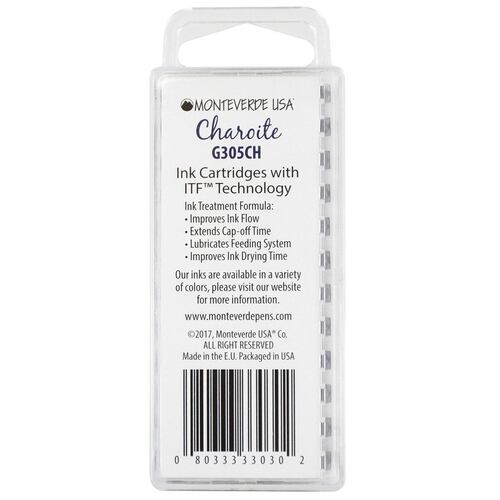 MONTEVERDE USA®
Charoite
G305CH
Ink Cartridges with
ITF™ Technology
Ink Treatment Formula:
• Improves Ink Flow
• Extends Cap-off Time
• Lubricates Feeding System
• Improves Ink Drying Time
Our inks are available in a variety
of colors, please visit our website
for more information.
www.monteverdepens.com
©2017, Monteverde USA® Co.
ALL RIGHT RESERVED
Made in the E.U. Packaged in USA
0 80333 33030 2